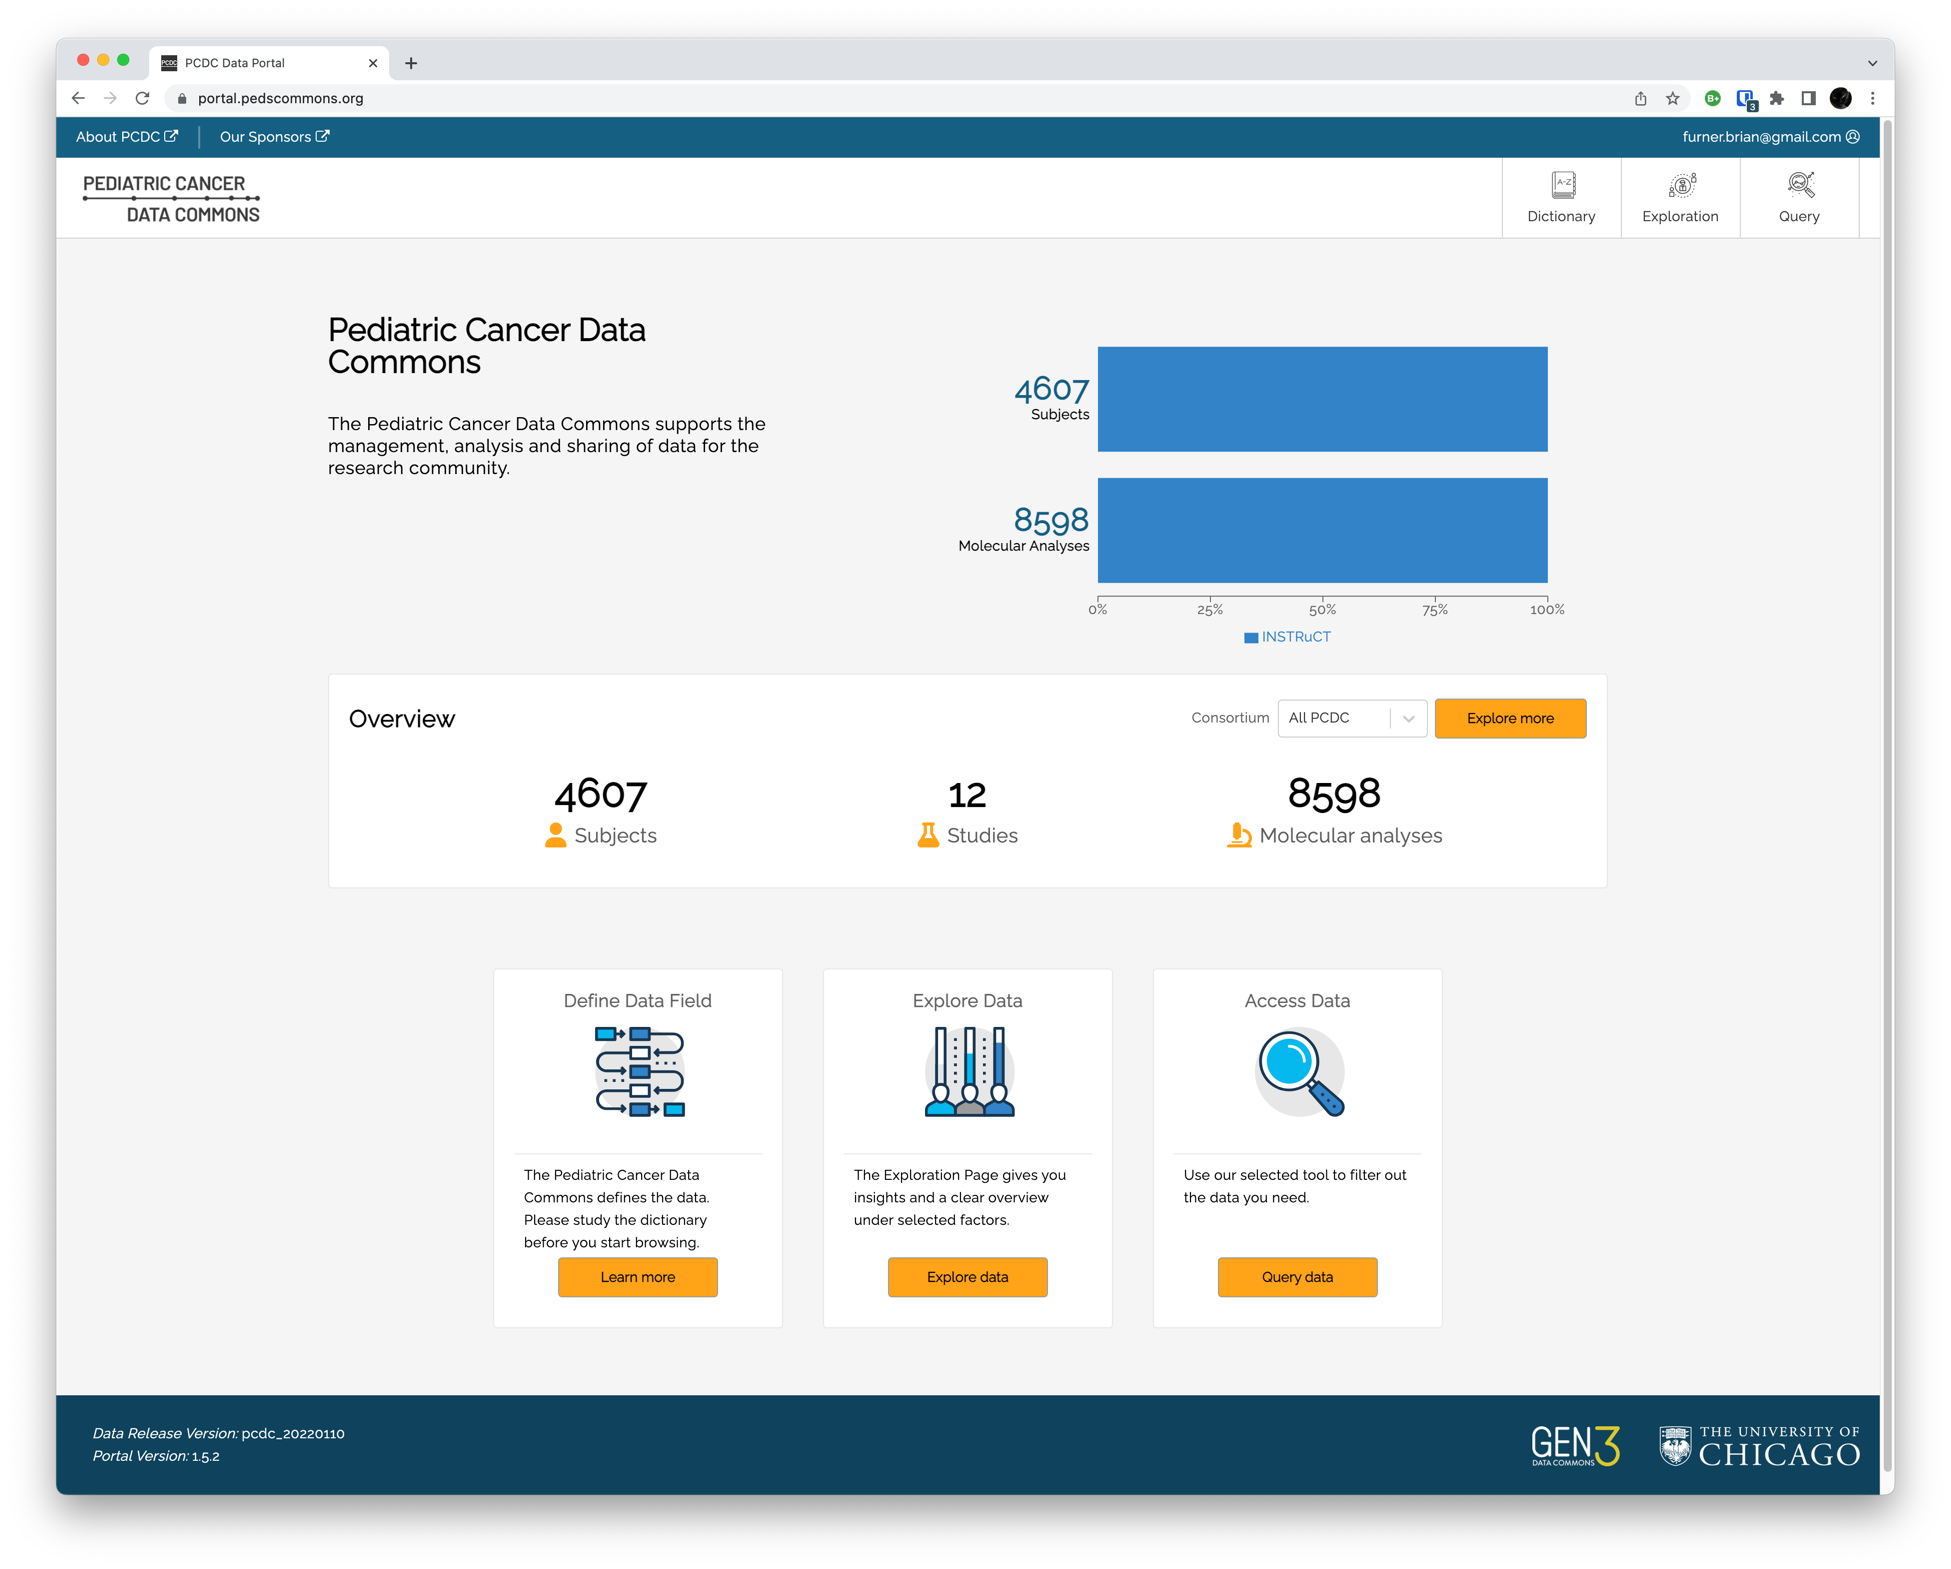 PCDC Data Portal
portal.pedscommons.org
3
About PCDC
Our Sponsors
furner.brian@gmail.com
PEDIATRIC CANCER
DATA COMMONS
A-Z
Dictionary
Exploration
Query
Pediatric Cancer Data
Commons
The Pediatric Cancer Data Commons supports the
management, analysis and sharing of data for the
research community.
4607
Subjects
8598
Molecular Analyses
0% 25% 50% 75% 100%
INSTRuCT
Overview
Consortium
All PCDC
Explore more
4607
Subjects
12
Studies
8598
Molecular analyses
Define Data Field
The Pediatric Cancer Data
Commons defines the data.
Please study the dictionary
before you start browsing.
Learn more
Explore Data
The Exploration Page gives you
insights and a clear overview
under selected factors.
Explore data
Access Data
Use our selected tool to filter out
the data you need.
Query data
Data Release Version: pcdc_20220110
Portal Version: 1.5.2
GEN3
DATA COMMONS
THE UNIVERSITY OF
CHICAGO